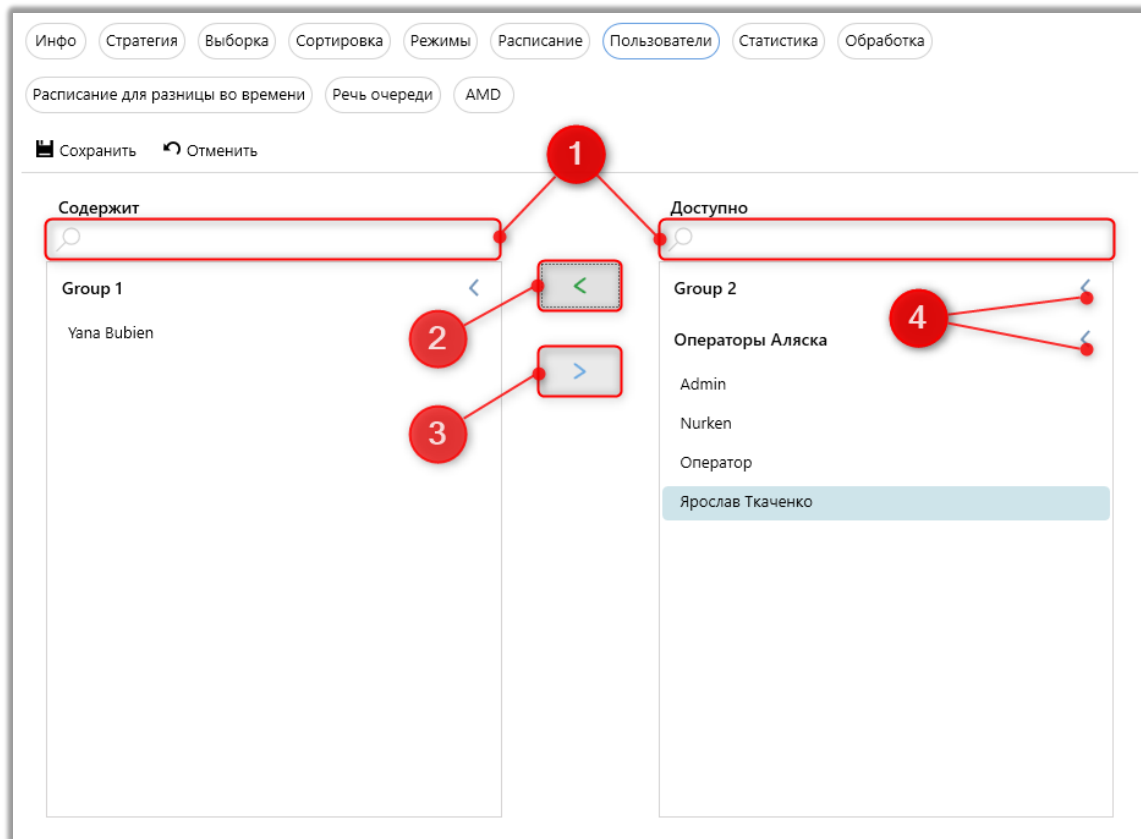 Инфо Стратегия Выборка Сортировка Режимы Расписание Пользователи Статистика Обработка
Расписание для разницы во времени Речь очереди AMD
Сохранить Отменить
1
Содержит Доступно
Group 1 < < Group 2 <
2 4
Yana Bubien Операторы Аляска <
> Admin
3 Nurken
Оператор
Ярослав Ткаченко